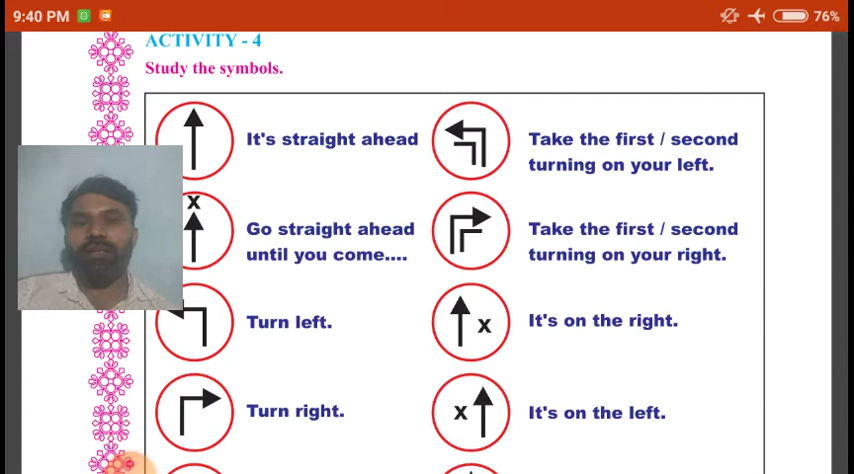 9:40 PM
76%
ACTIVITY - 4
Study the symbols.
It's straight ahead
Take the first / second
turning on your left.
X
Go straight ahead
until you come....
Take the first / second
turning on your right.
Turn left.
X
It's on the right.
Turn right.
X
It's on the left.